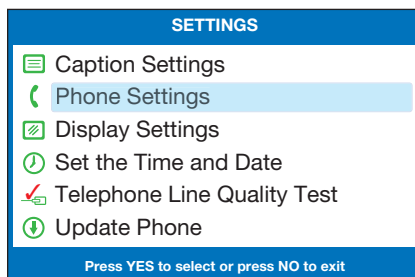 SETTINGS
Caption Settings
Phone Settings
Display Settings
Set the Time and Date
Telephone Line Quality Test
Update Phone
Press YES to select or press NO to exit